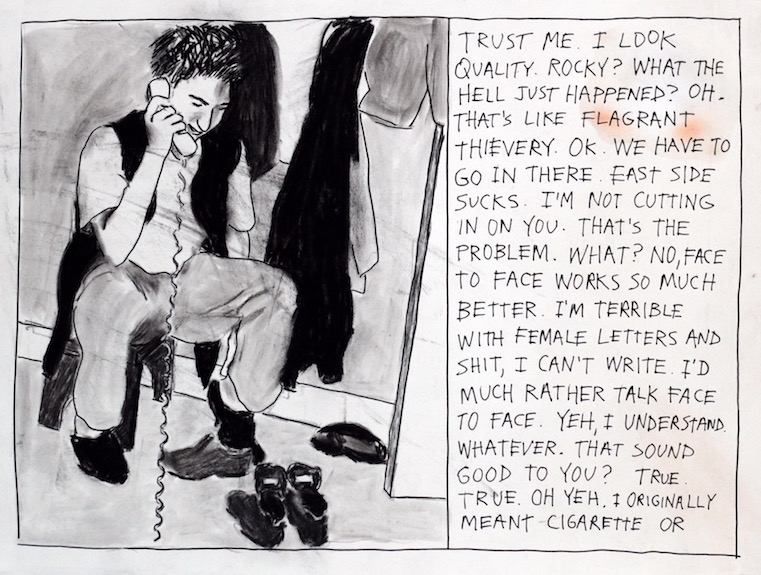 TRUST ME. I LOOK
QUALITY. ROCKY? WHAT THE
HELL JUST HAPPENED? OH.
THAT'S LIKE FLAGRANT
THIEVERY. OK. WE HAVE TO
GO IN THERE. EAST SIDE
SUCKS. I'M NOT CUTTING
IN ON YOU. THAT'S THE
PROBLEM. WHAT? NO, FACE
TO FACE WORKS SO MUCH
BETTER. I'M TERRIBLE
WITH FEMALE LETTERS AND
SHIT, I CAN'T WRITE. I'D
MUCH RATHER TALK FACE
TO FACE. YEH, I UNDERSTAND.
WHATEVER. THAT SOUND
GOOD TO YOU? TRUE.
TRUE. OH YEH. I ORIGINALLY
MEANT CIGARETTE OR